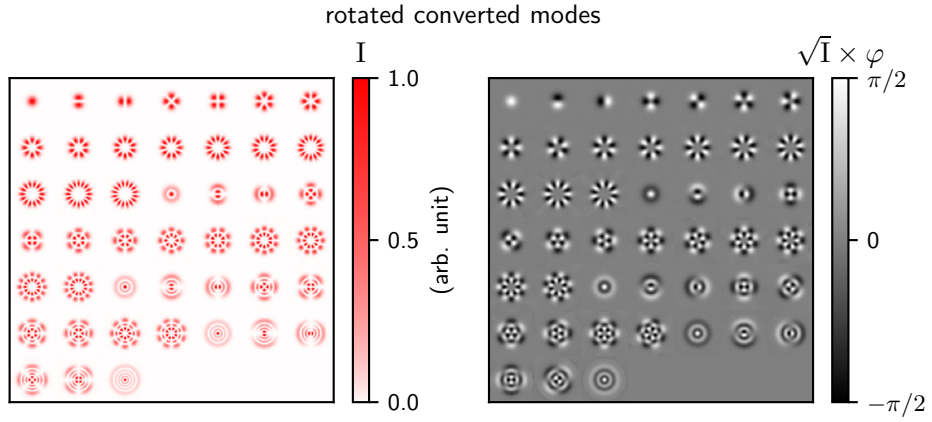 rotated converted modes
I
1.0
0.5
0.0
(arb. unit)
√I × φ
π/2
0
−π/2